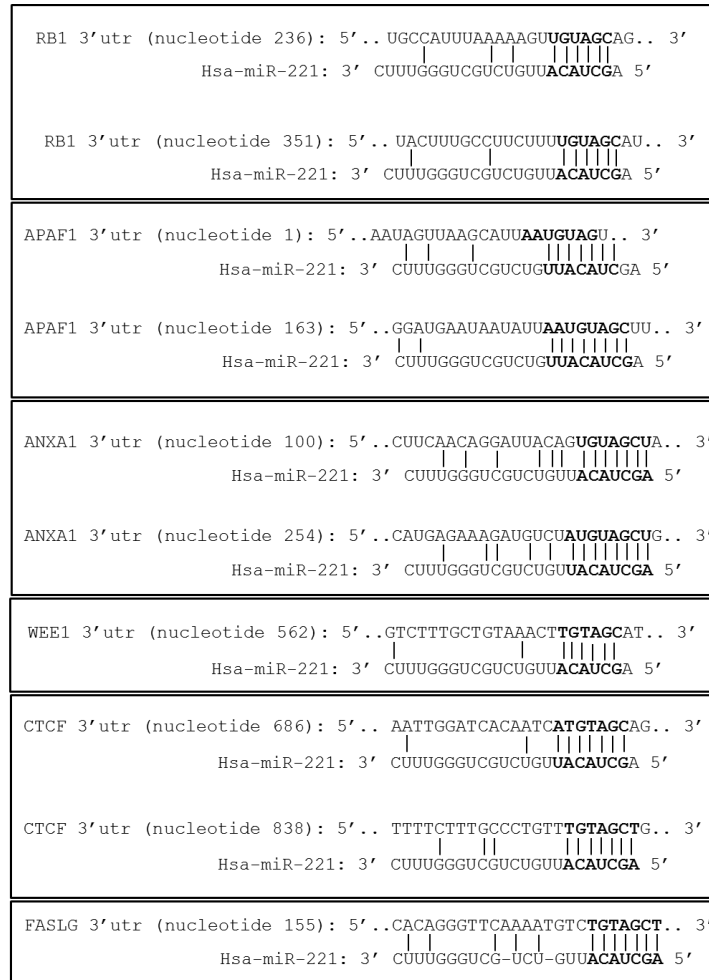 RB1 3’utr (nucleotide 236): 5’.. UGCCAUUUAAAAAGUUGUAGCAG.. 3’
Hsa-miR-221: 3’ CUUUGGGUCGUCUGUUACAUCGA 5’
RB1 3’utr (nucleotide 351): 5’.. UACUUUGCCUUCUUUUGUAGCAU.. 3’
Hsa-miR-221: 3’ CUUUGGGUCGUCUGUUACAUCGA 5’
APAF1 3’utr (nucleotide 1): 5’..AAUAGUUAAGCAUUAAUGUAGU.. 3’
Hsa-miR-221: 3’ CUUUGGGUCGUCUGUUACAUCGA 5’
APAF1 3’utr (nucleotide 163): 5’..GGAUGAAUAAUAUUAAUGUAGCUU.. 3’
Hsa-miR-221: 3’ CUUUGGGUCGUCUGUUACAUCGA 5’
ANXA1 3’utr (nucleotide 100): 5’..CUUCAACAGGAUUACAGUGUAGCUA.. 3’
Hsa-miR-221: 3’ CUUUGGGUCGUCUGUUACAUCGA 5’
ANXA1 3’utr (nucleotide 254): 5’..CAUGAGAAAGAUGUCUAUGUAGCUG.. 3’
Hsa-miR-221: 3’ CUUUGGGUCGUCUGUUACAUCGA 5’
WEE1 3’utr (nucleotide 562): 5’..GTCTTTGCTGTAAACTTGTAGCAT.. 3’
Hsa-miR-221: 3’ CUUUGGGUCGUCUGUUACAUCGA 5’
CTCF 3’utr (nucleotide 686): 5’.. AATTGGATCACAATCATGTAGCAG.. 3’
Hsa-miR-221: 3’ CUUUGGGUCGUCUGUUACAUCGA 5’
CTCF 3’utr (nucleotide 838): 5’.. TTTTCTTTGCCCTGTTTGTAGCTG.. 3’
Hsa-miR-221: 3’ CUUUGGGUCGUCUGUUACAUCGA 5’
FASLG 3’utr (nucleotide 155): 5’..CACAGGGTTCAAAATGTCTGTAGCT.. 3’
Hsa-miR-221: 3’ CUUUGGGUCG-UCU-GUUACAUCGA 5’